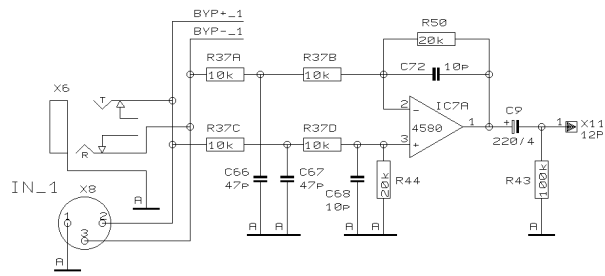 BYP+_1
BYP-_1
R50
20k
R37A
10k
R37B
10k
C72
10p
X6
T
R
IC7A
2
-
4580
1
3
+
C9
+
220/4
1
X11
12P
R37C
10k
R37D
10k
C66
47p
C67
47p
C68
10p
20k
R44
R43
100k
IN_1
X8
1
2
3
A
A
A
A
A
A
A